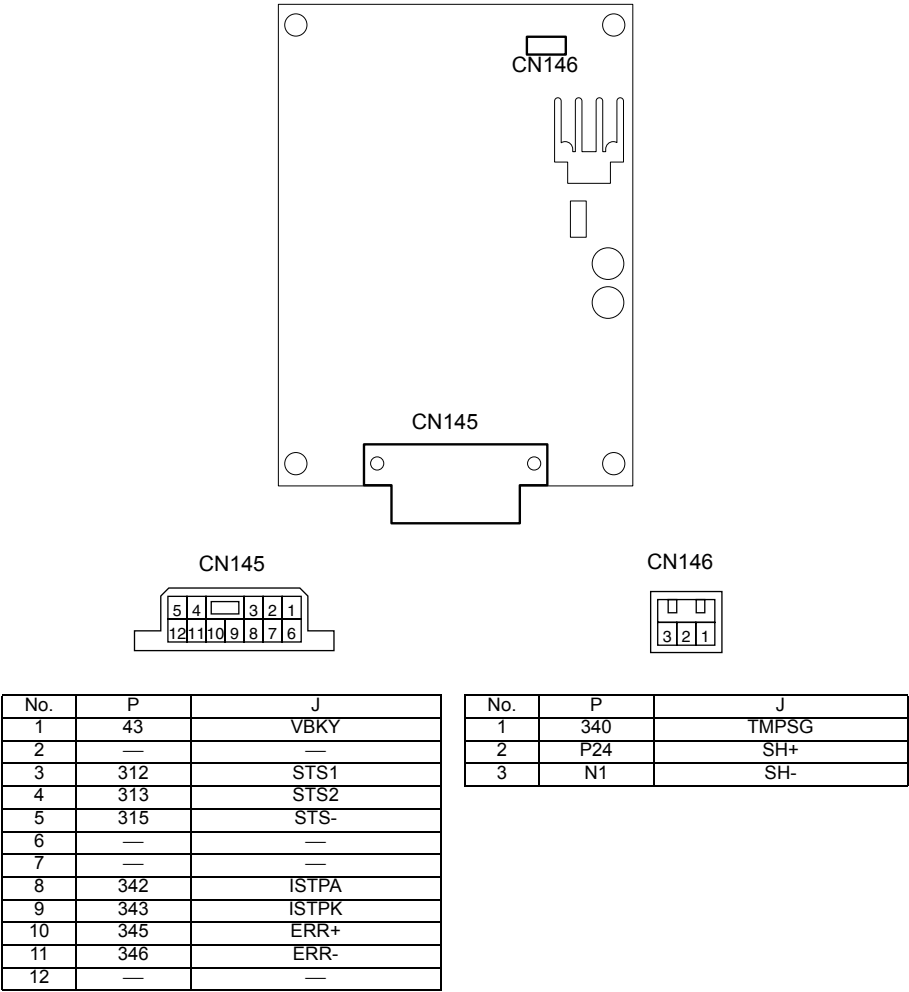 CN146
CN145
CN145
5 4 3 2 1
12 11 10 9 8 7 6
CN146
3 2 1
No. P J
1 43 VBKY
2 — —
3 312 STS1
4 313 STS2
5 315 STS-
6 — —
7 — —
8 342 ISTPA
9 343 ISTPK
10 345 ERR+
11 346 ERR-
12 — —
No. P J
1 340 TMPSG
2 P24 SH+
3 N1 SH-